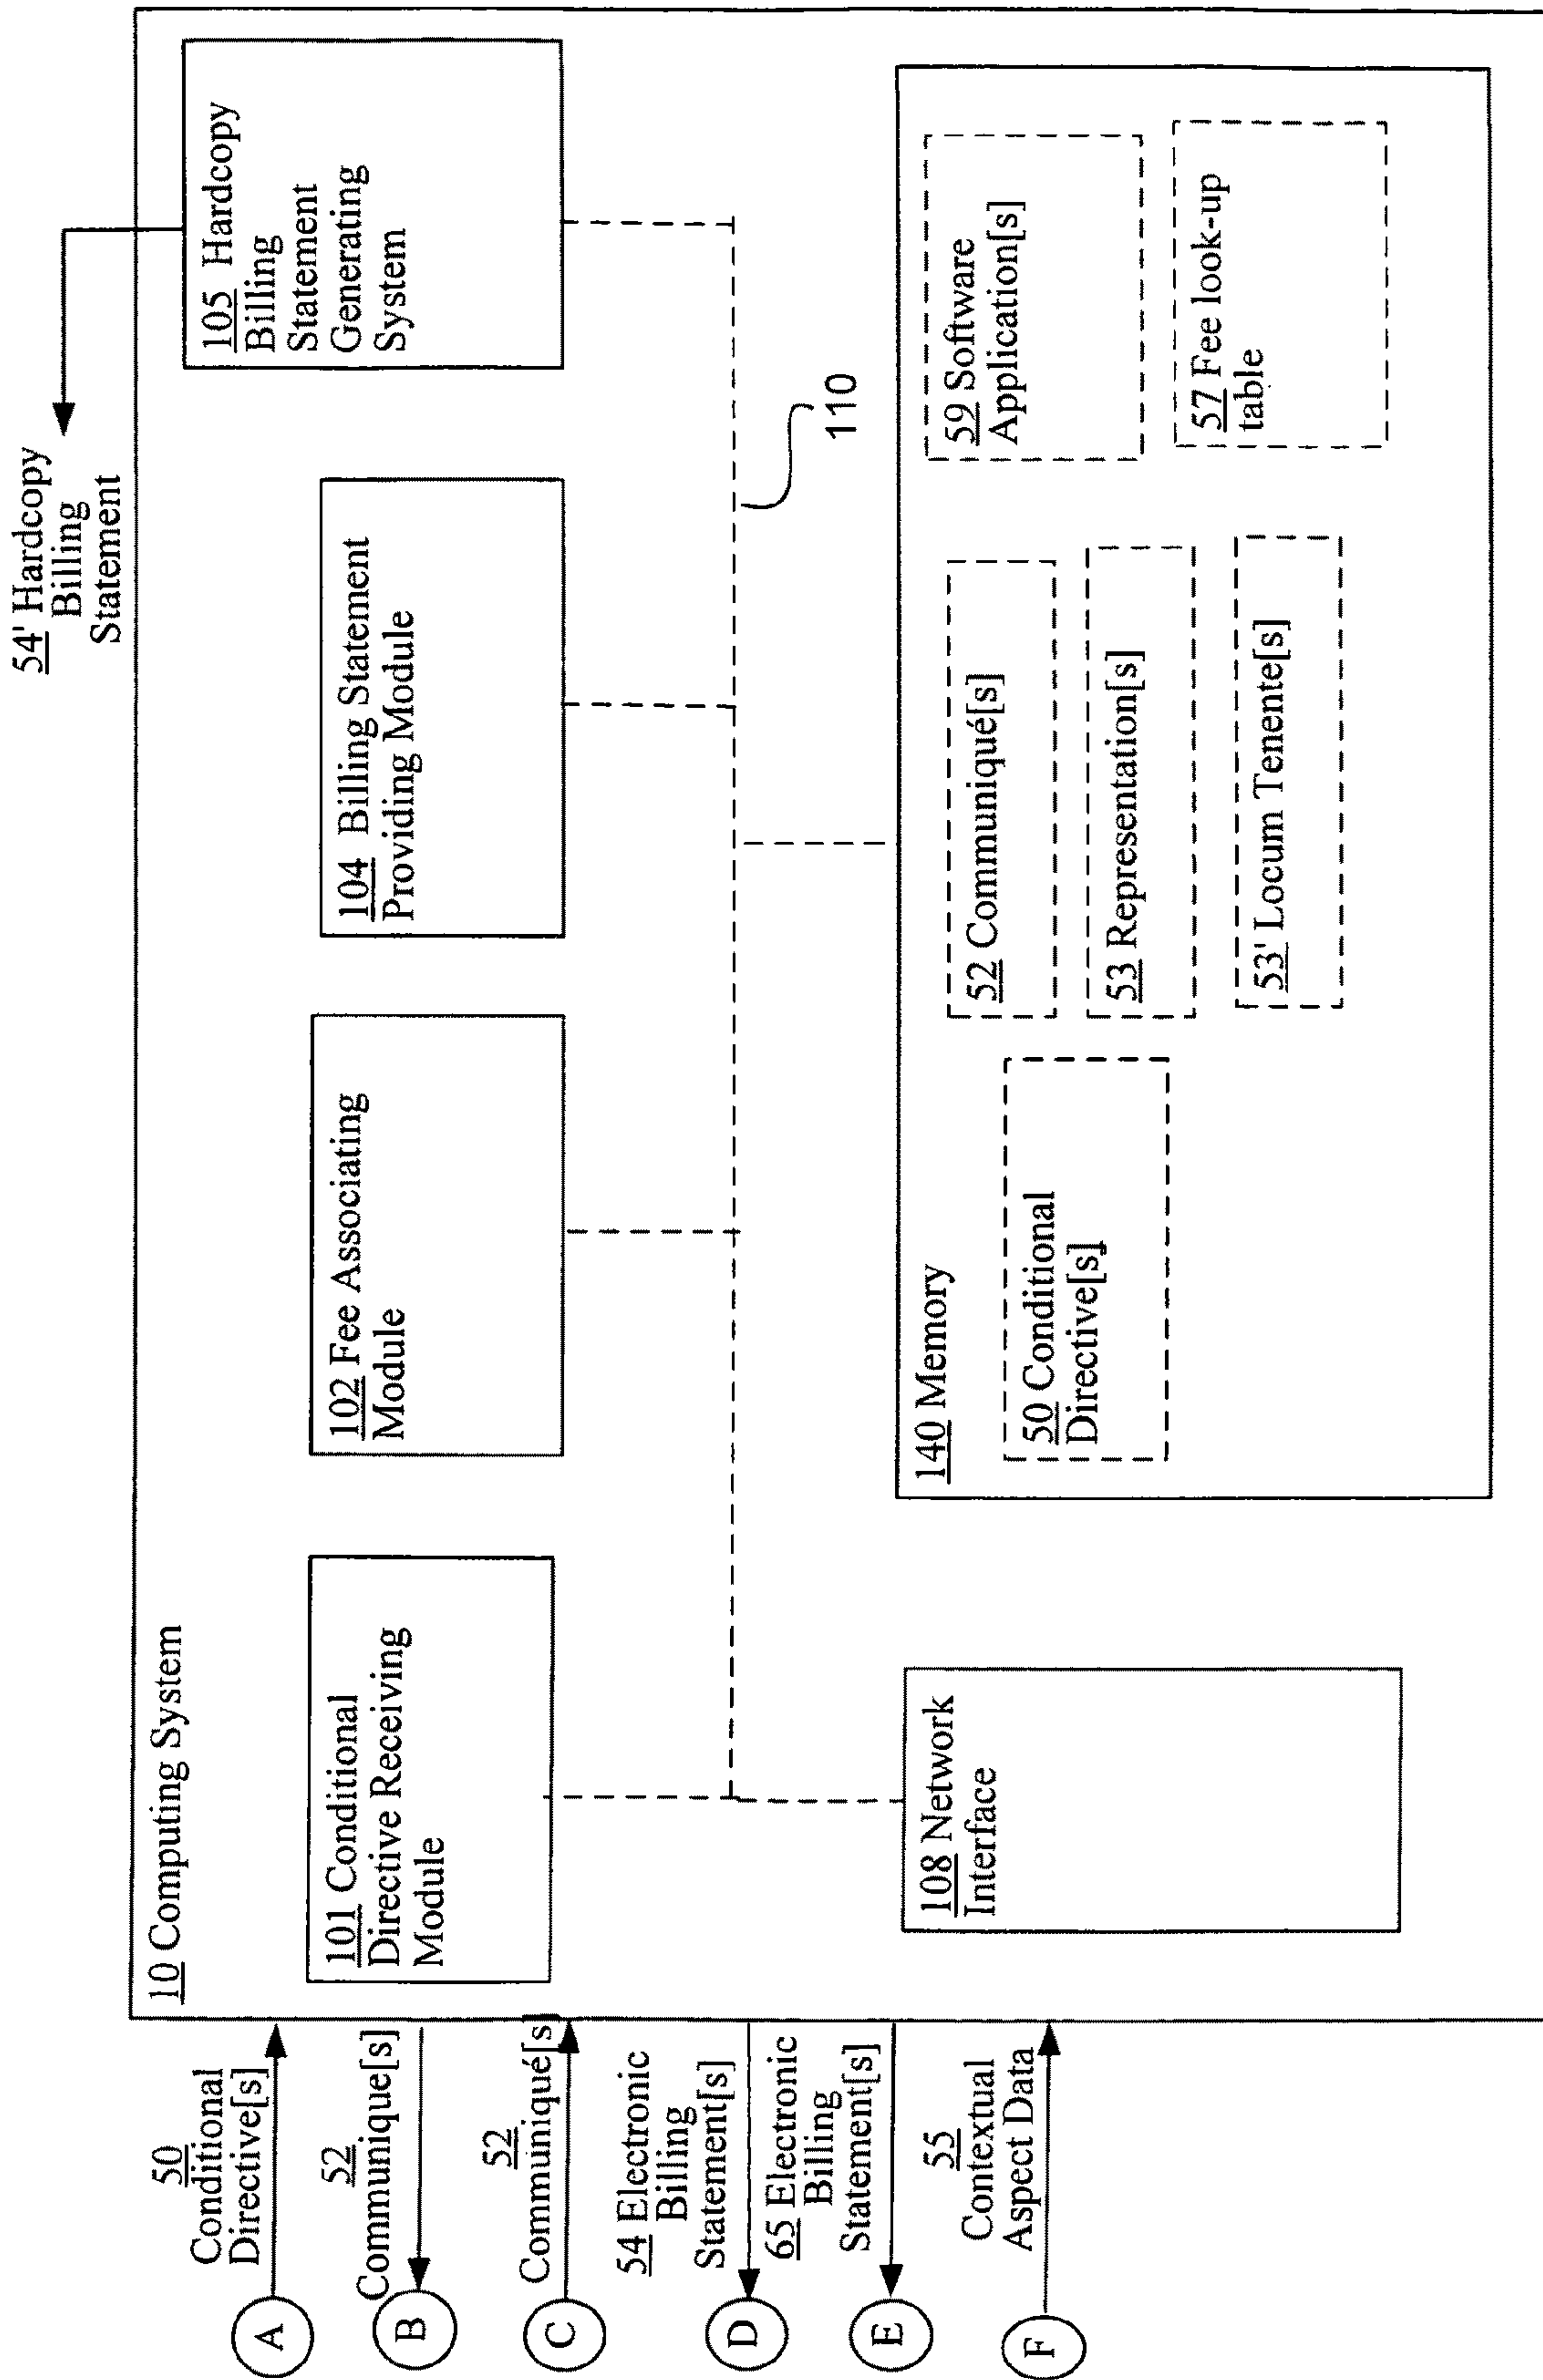 54' Hardcopy
Billing
Statement
10 Computing System
101 Conditional
Directive Receiving
Module
102 Fee Associating
Module
104 Billing Statement
Providing Module
105 Hardcopy
Billing
Statement
Generating
System
110
50
Conditional
Directive[s]
52
Communique[s]
52
Communiqué[s]
54 Electronic
Billing
Statement[s]
65 Electronic
Billing
Statement[s]
55
Contextual
Aspect Data
A
B
C
D
E
F
108 Network
Interface
140 Memory
50 Conditional
Directive[s]
52 Communiqué[s]
53 Representation[s]
53' Locum Tenente[s]
59 Software
Application[s]
57 Fee look-up
table